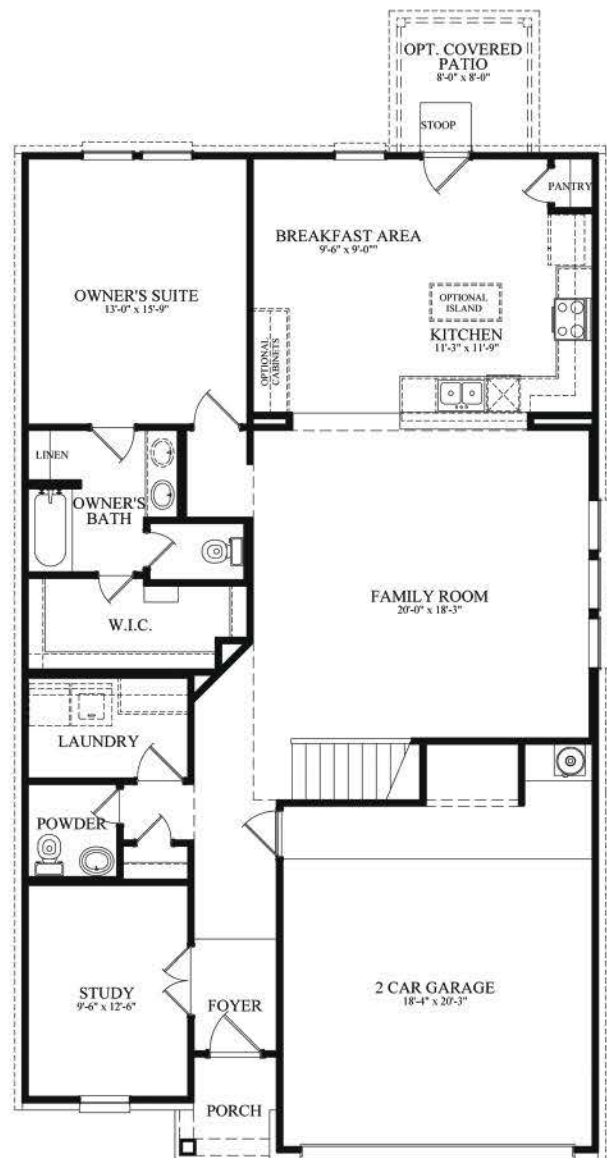 OPT. COVERED
PATIO
8'-0" x 8'-0"
STOOP
PANTRY
BREAKFAST AREA
9'-6" x 9'-0""
OWNER'S SUITE
13'-0" x 15'-9"
OPTIONAL
ISLAND
KITCHEN
11'-3" x 11'-9"
OPTIONAL
CABINETS
LINEN
OWNER'S
BATH
FAMILY ROOM
20'-0" x 18'-3"
W.I.C.
LAUNDRY
POWDER
STUDY
9'-6" x 12'-6"
FOYER
2 CAR GARAGE
18'-4" x 20'-3"
PORCH